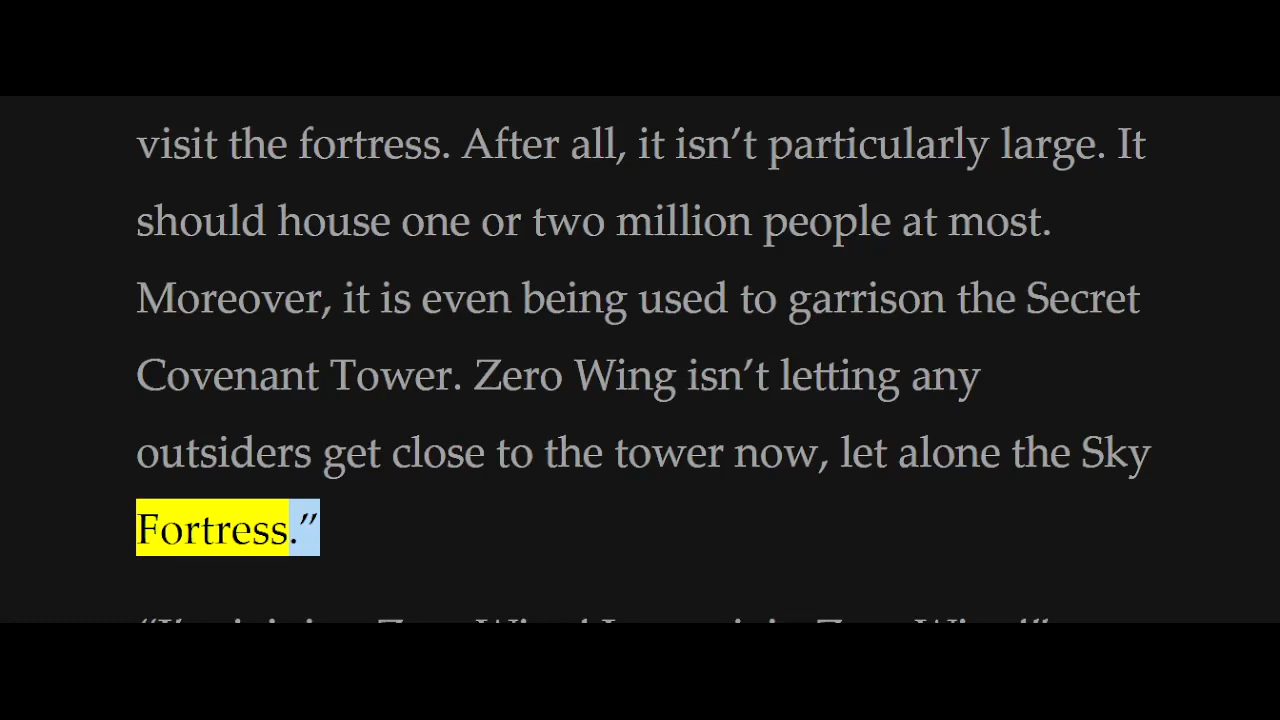 visit the fortress. After all, it isn’t particularly large. It
should house one or two million people at most.
Moreover, it is even being used to garrison the Secret
Covenant Tower. Zero Wing isn’t letting any
outsiders get close to the tower now, let alone the Sky
Fortress.”